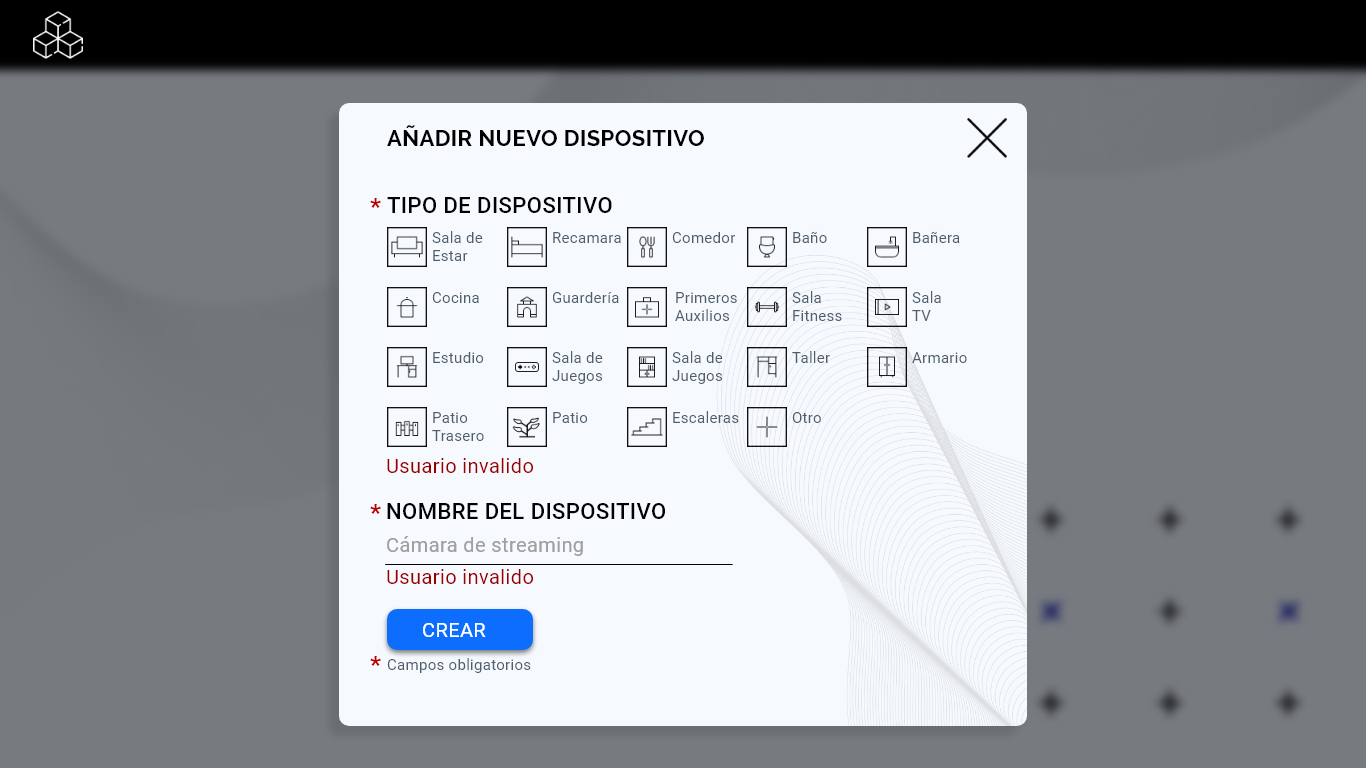 AÑADIR NUEVO DISPOSITIVO
* TIPO DE DISPOSITIVO
Sala de
Estar
Recamara
Comedor
Baño
Bañera
Cocina
Guardería
Primeros
Auxilios
Sala
Fitness
Sala
TV
Estudio
Sala de
Juegos
Sala de
Juegos
Taller
Armario
Patio
Trasero
Patio
Escaleras
Otro
Usuario invalido
* NOMBRE DEL DISPOSITIVO
Cámara de streaming
Usuario invalido
CREAR
* Campos obligatorios